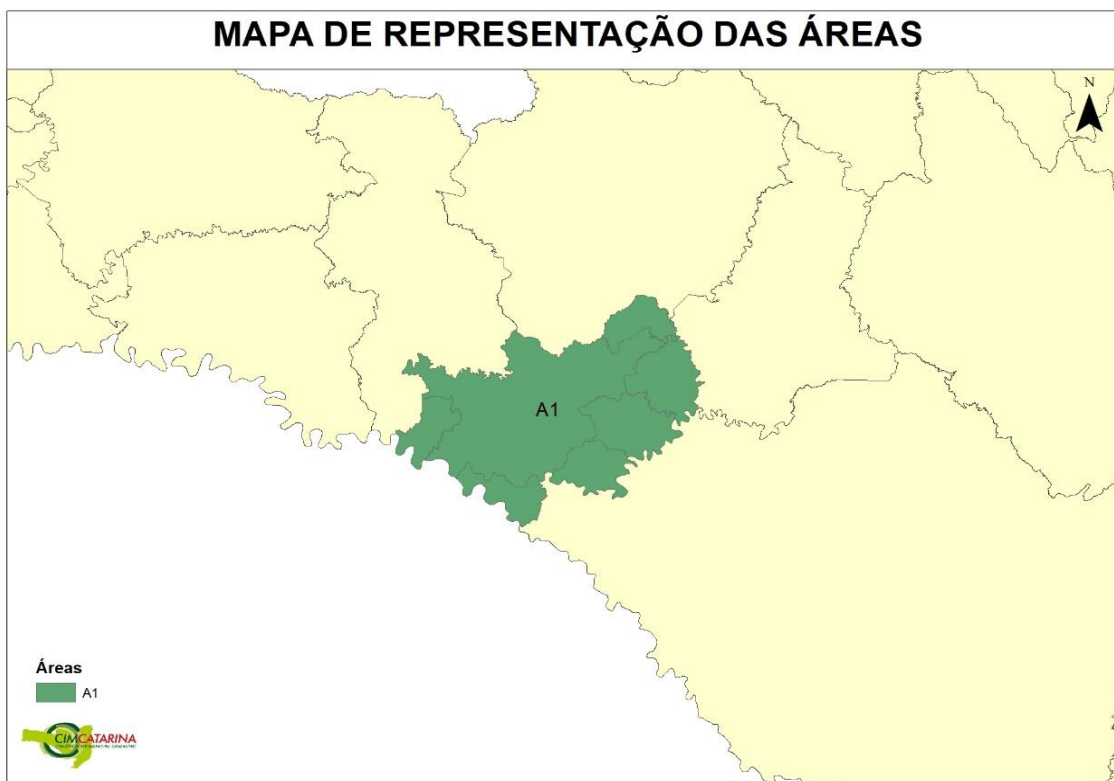 MAPA DE REPRESENTAÇÃO DAS ÁREAS
N
A1
Áreas
A1
CIMCATARINA